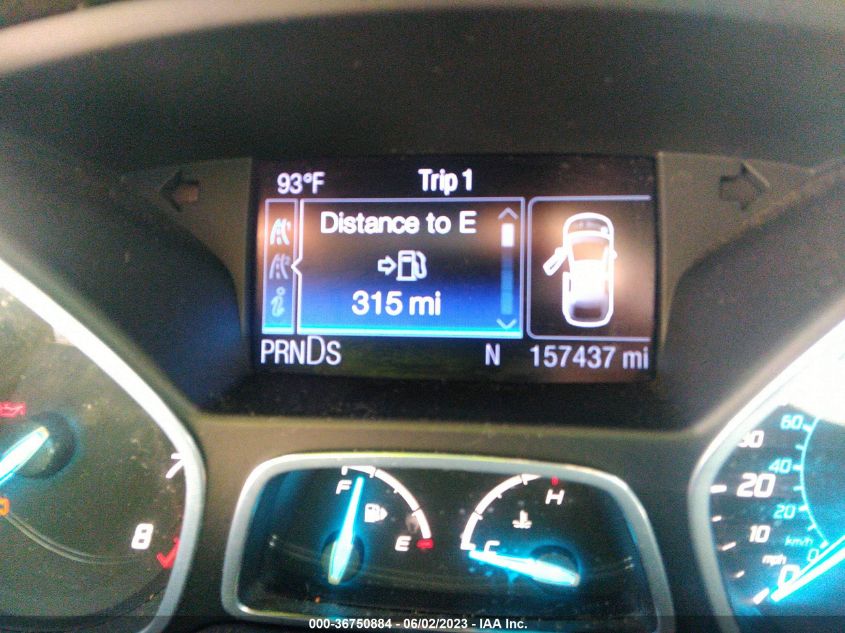 93°F Trip 1
Distance to E
315 mi
PRNDS N 157437 mi
7
8
F
E
H
C
60
40
20
0
km/h
20
10
0
mph
000-36750884 - 06/02/2023 - IAA Inc.